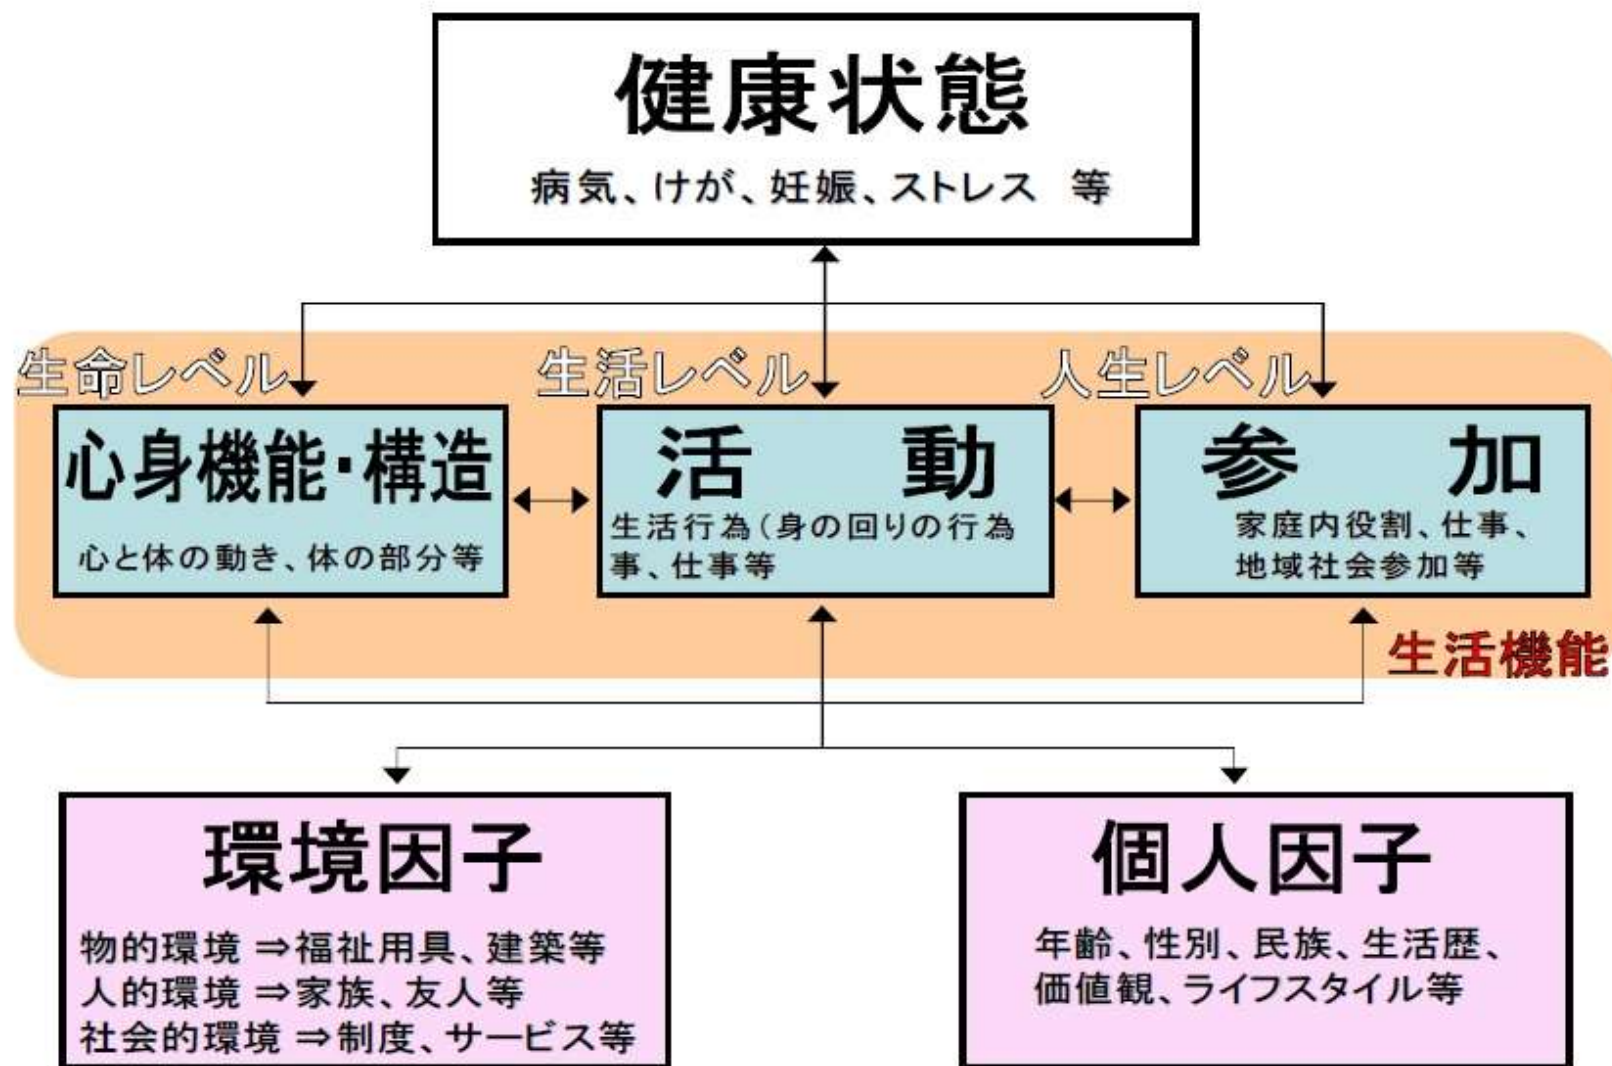 健康状態
病気、けが、妊娠、ストレス　等
生命レベル
生活レベル
人生レベル
心身機能・構造
心と体の動き、体の部分等
活　動
生活行為(身の回りの行為
事、仕事等
参　加
家庭内役割、仕事、
地域社会参加等
生活機能
環境因子
物的環境 ⇒福祉用具、建築等
人的環境 ⇒家族、友人等
社会的環境 ⇒制度、サービス等
個人因子
年齢、性別、民族、生活歴、
価値観、ライフスタイル等